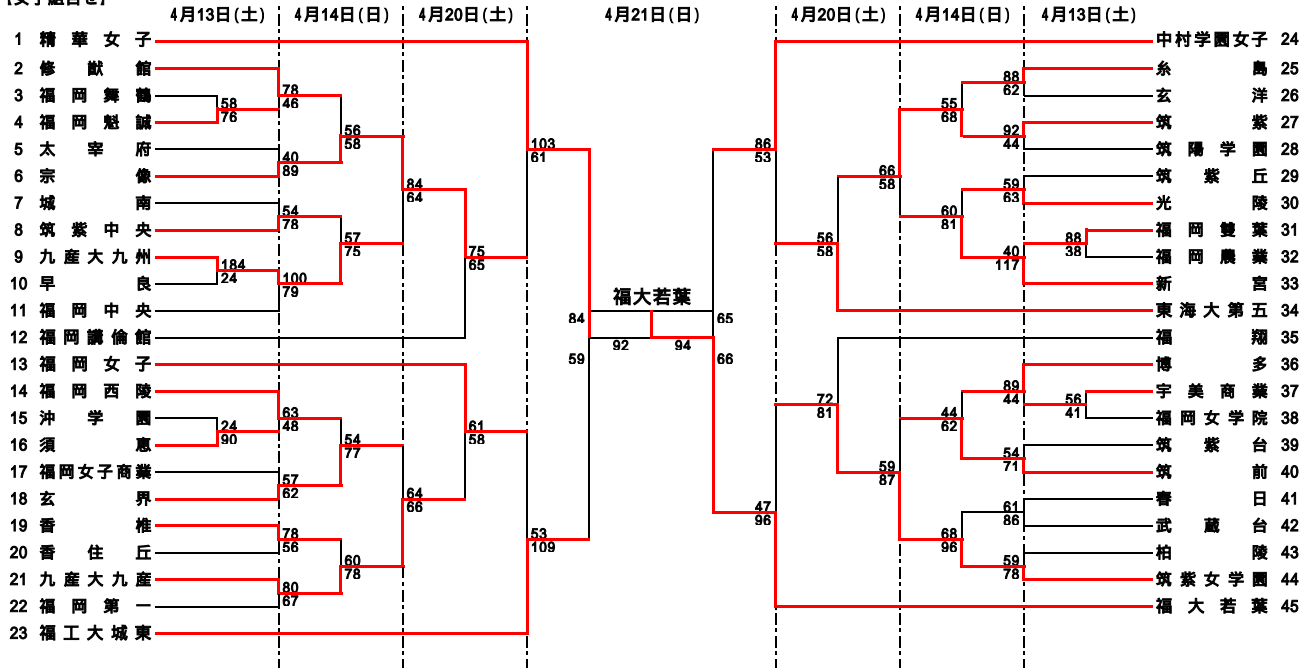 4月13日(土) 4月14日(日) 4月20日(土) 4月21日(日) 4月20日(土) 4月14日(日) 4月13日(土)
1 精華女子
2 修猷館
3 福岡舞鶴
4 福岡魁誠
5 太宰府
6 宗像
7 城南
8 筑紫中央
9 九産大九州
10 早良
11 福岡中央
12 福岡講倫館
13 福岡女子
14 福岡西陵
15 沖学園
16 須恵
17 福岡女子商業
18 玄界
19 香椎
20 香住丘
21 九産大九産
22 福岡第一
23 福工大城東
58
76
184
24
24
90
78
46
40
89
54
78
100
79
63
48
57
62
78
56
80
67
56
58
57
75
54
77
60
78
84
64
64
66
75
65
61
58
103
61
53
109
84
59
福大若葉
92 94
65
66
86
53
47
96
56
58
72
81
66
58
59
87
55
68
60
81
44
62
68
96
88
62
92
44
59
63
40
117
89
44
54
71
61
86
59
78
88
38
56
41
中村学園女子 24
糸島 25
玄洋 26
筑紫 27
筑陽学園 28
筑紫丘 29
光陵 30
福岡雙葉 31
福岡農業 32
新宮 33
東海大第五 34
福翔 35
博多 36
宇美商業 37
福岡女学院 38
筑紫台 39
筑前 40
春日 41
武蔵台 42
柏陵 43
筑紫女学園 44
福大若葉 45